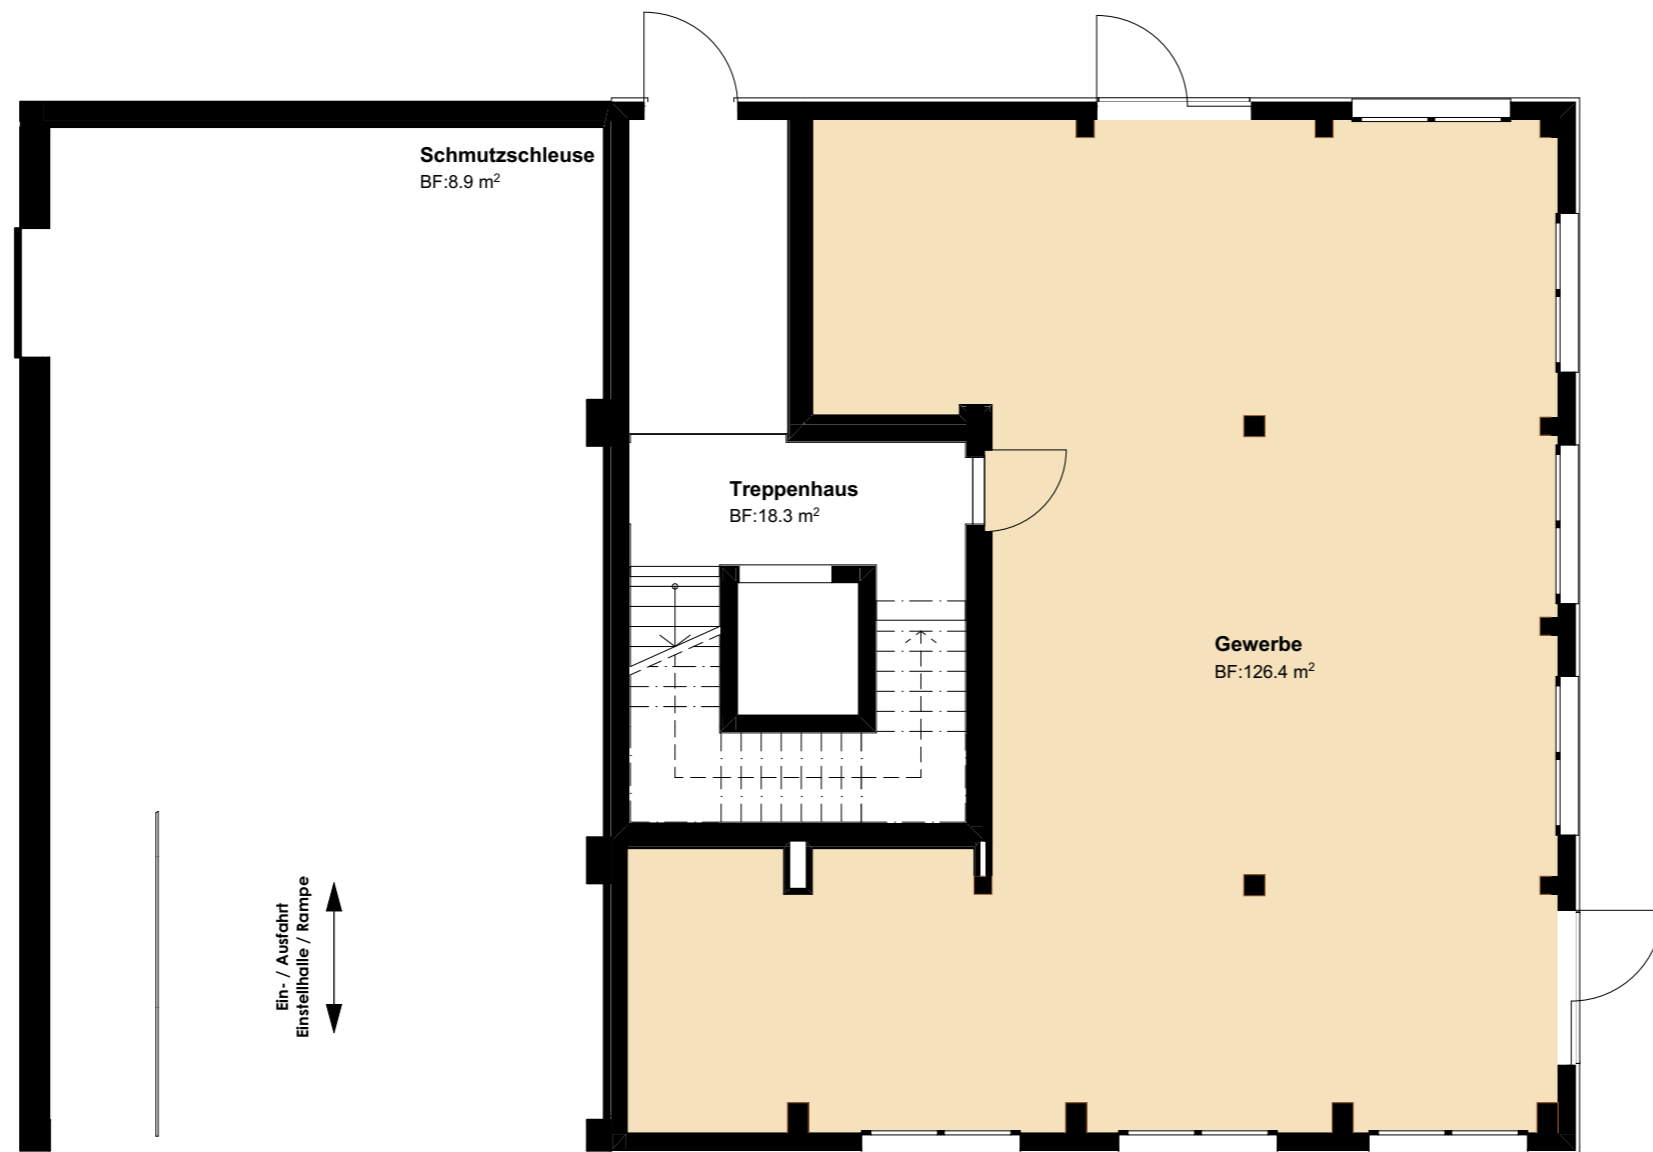 Schmutzschleuse
BF:8.9 m²
Treppenhaus
BF:18.3 m²
Gewerbe
BF:126.4 m²
Ein- / Ausfahrt
Einstellhalle / Rampe